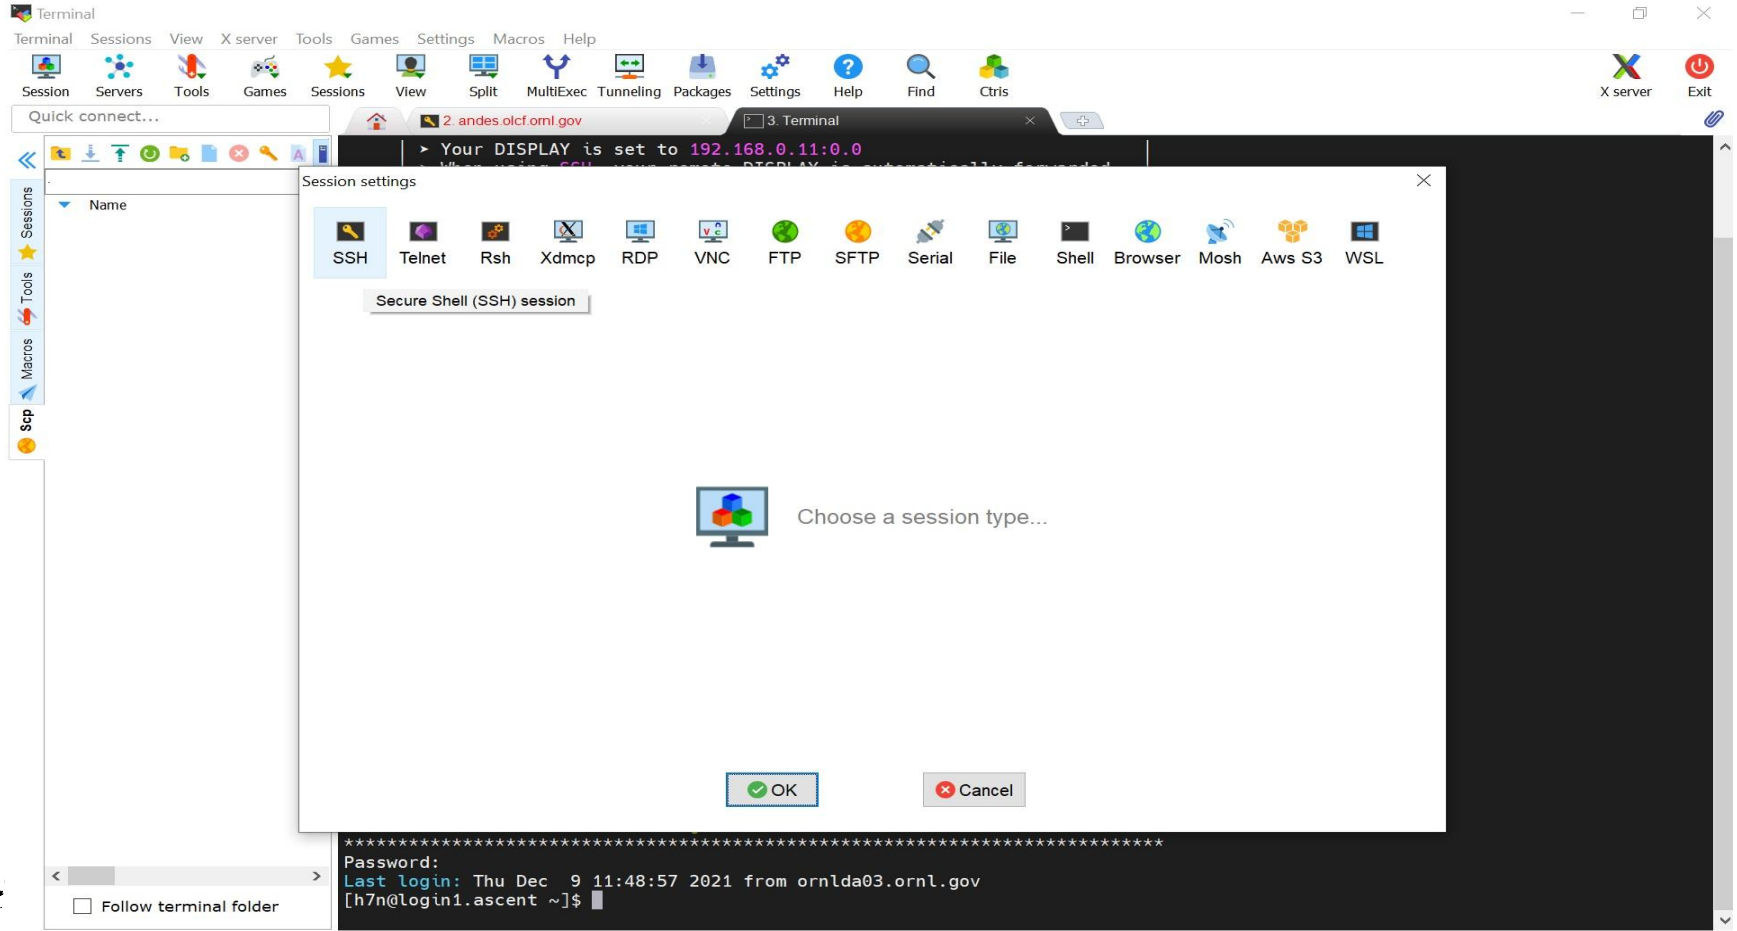 Terminal
Terminal Sessions View X server Tools Games Settings Macros Help
Session Servers Tools Games Sessions View Split MultiExec Tunneling Packages Settings Help Find Ctrls X server Exit
Quick connect...
2. andes.olcf.ornl.gov
3. Terminal
➤ Your DISPLAY is set to 192.168.0.11:0.0
Session settings
Name
SSH Telnet Rsh Xdmcp RDP VNC FTP SFTP Serial File Shell Browser Mosh Aws S3 WSL
Secure Shell (SSH) session
Sessions
Tools
Macros
Scp
Choose a session type...
OK Cancel
****************************************************************************
Password:
Last login: Thu Dec 9 11:48:57 2021 from ornlda03.ornl.gov
[h7n@login1.ascent ~]$
Follow terminal folder